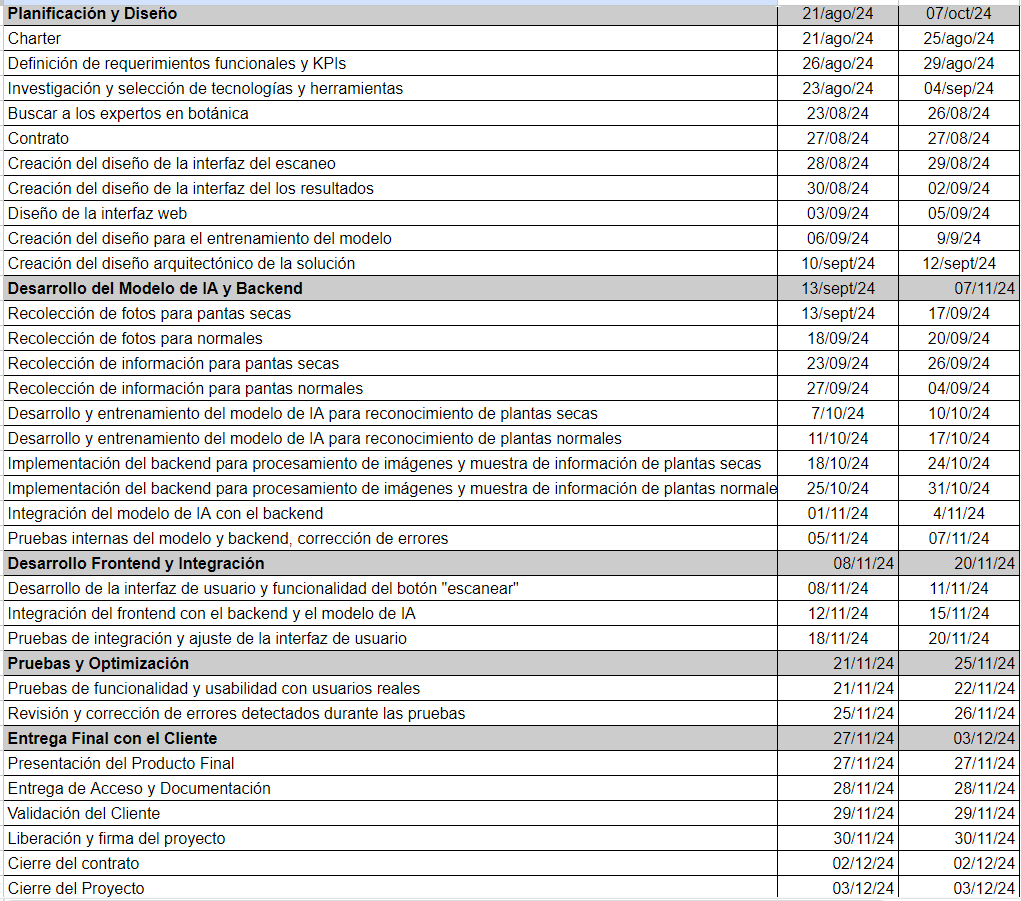 Planificación y Diseño 21/ago/24 07/oct/24
Charter 21/ago/24 25/ago/24
Definición de requerimientos funcionales y KPIs 26/ago/24 29/ago/24
Investigación y selección de tecnologías y herramientas 23/ago/24 04/sep/24
Buscar a los expertos en botánica 23/08/24 26/08/24
Contrato 27/08/24 27/08/24
Creación del diseño de la interfaz del escaneo 28/08/24 29/08/24
Creación del diseño de la interfaz del los resultados 30/08/24 02/09/24
Diseño de la interfaz web 03/09/24 05/09/24
Creación del diseño para el entrenamiento del modelo 06/09/24 9/9/24
Creación del diseño arquitectónico de la solución 10/sept/24 12/sept/24
Desarrollo del Modelo de IA y Backend 13/sept/24 07/11/24
Recolección de fotos para pantas secas 13/sept/24 17/09/24
Recolección de fotos para normales 18/09/24 20/09/24
Recolección de información para pantas secas 23/09/24 26/09/24
Recolección de información para pantas normales 27/09/24 04/09/24
Desarrollo y entrenamiento del modelo de IA para reconocimiento de plantas secas 7/10/24 10/10/24
Desarrollo y entrenamiento del modelo de IA para reconocimiento de plantas normales 11/10/24 17/10/24
Implementación del backend para procesamiento de imágenes y muestra de información de plantas secas 18/10/24 24/10/24
Implementación del backend para procesamiento de imágenes y muestra de información de plantas normale 25/10/24 31/10/24
Integración del modelo de IA con el backend 01/11/24 4/11/24
Pruebas internas del modelo y backend, corrección de errores 05/11/24 07/11/24
Desarrollo Frontend y Integración 08/11/24 20/11/24
Desarrollo de la interfaz de usuario y funcionalidad del botón "escanear" 08/11/24 11/11/24
Integración del frontend con el backend y el modelo de IA 12/11/24 15/11/24
Pruebas de integración y ajuste de la interfaz de usuario 18/11/24 20/11/24
Pruebas y Optimización 21/11/24 25/11/24
Pruebas de funcionalidad y usabilidad con usuarios reales 21/11/24 22/11/24
Revisión y corrección de errores detectados durante las pruebas 25/11/24 26/11/24
Entrega Final con el Cliente 27/11/24 03/12/24
Presentación del Producto Final 27/11/24 27/11/24
Entrega de Acceso y Documentación 28/11/24 28/11/24
Validación del Cliente 29/11/24 29/11/24
Liberación y firma del proyecto 30/11/24 30/11/24
Cierre del contrato 02/12/24 02/12/24
Cierre del Proyecto 03/12/24 03/12/24